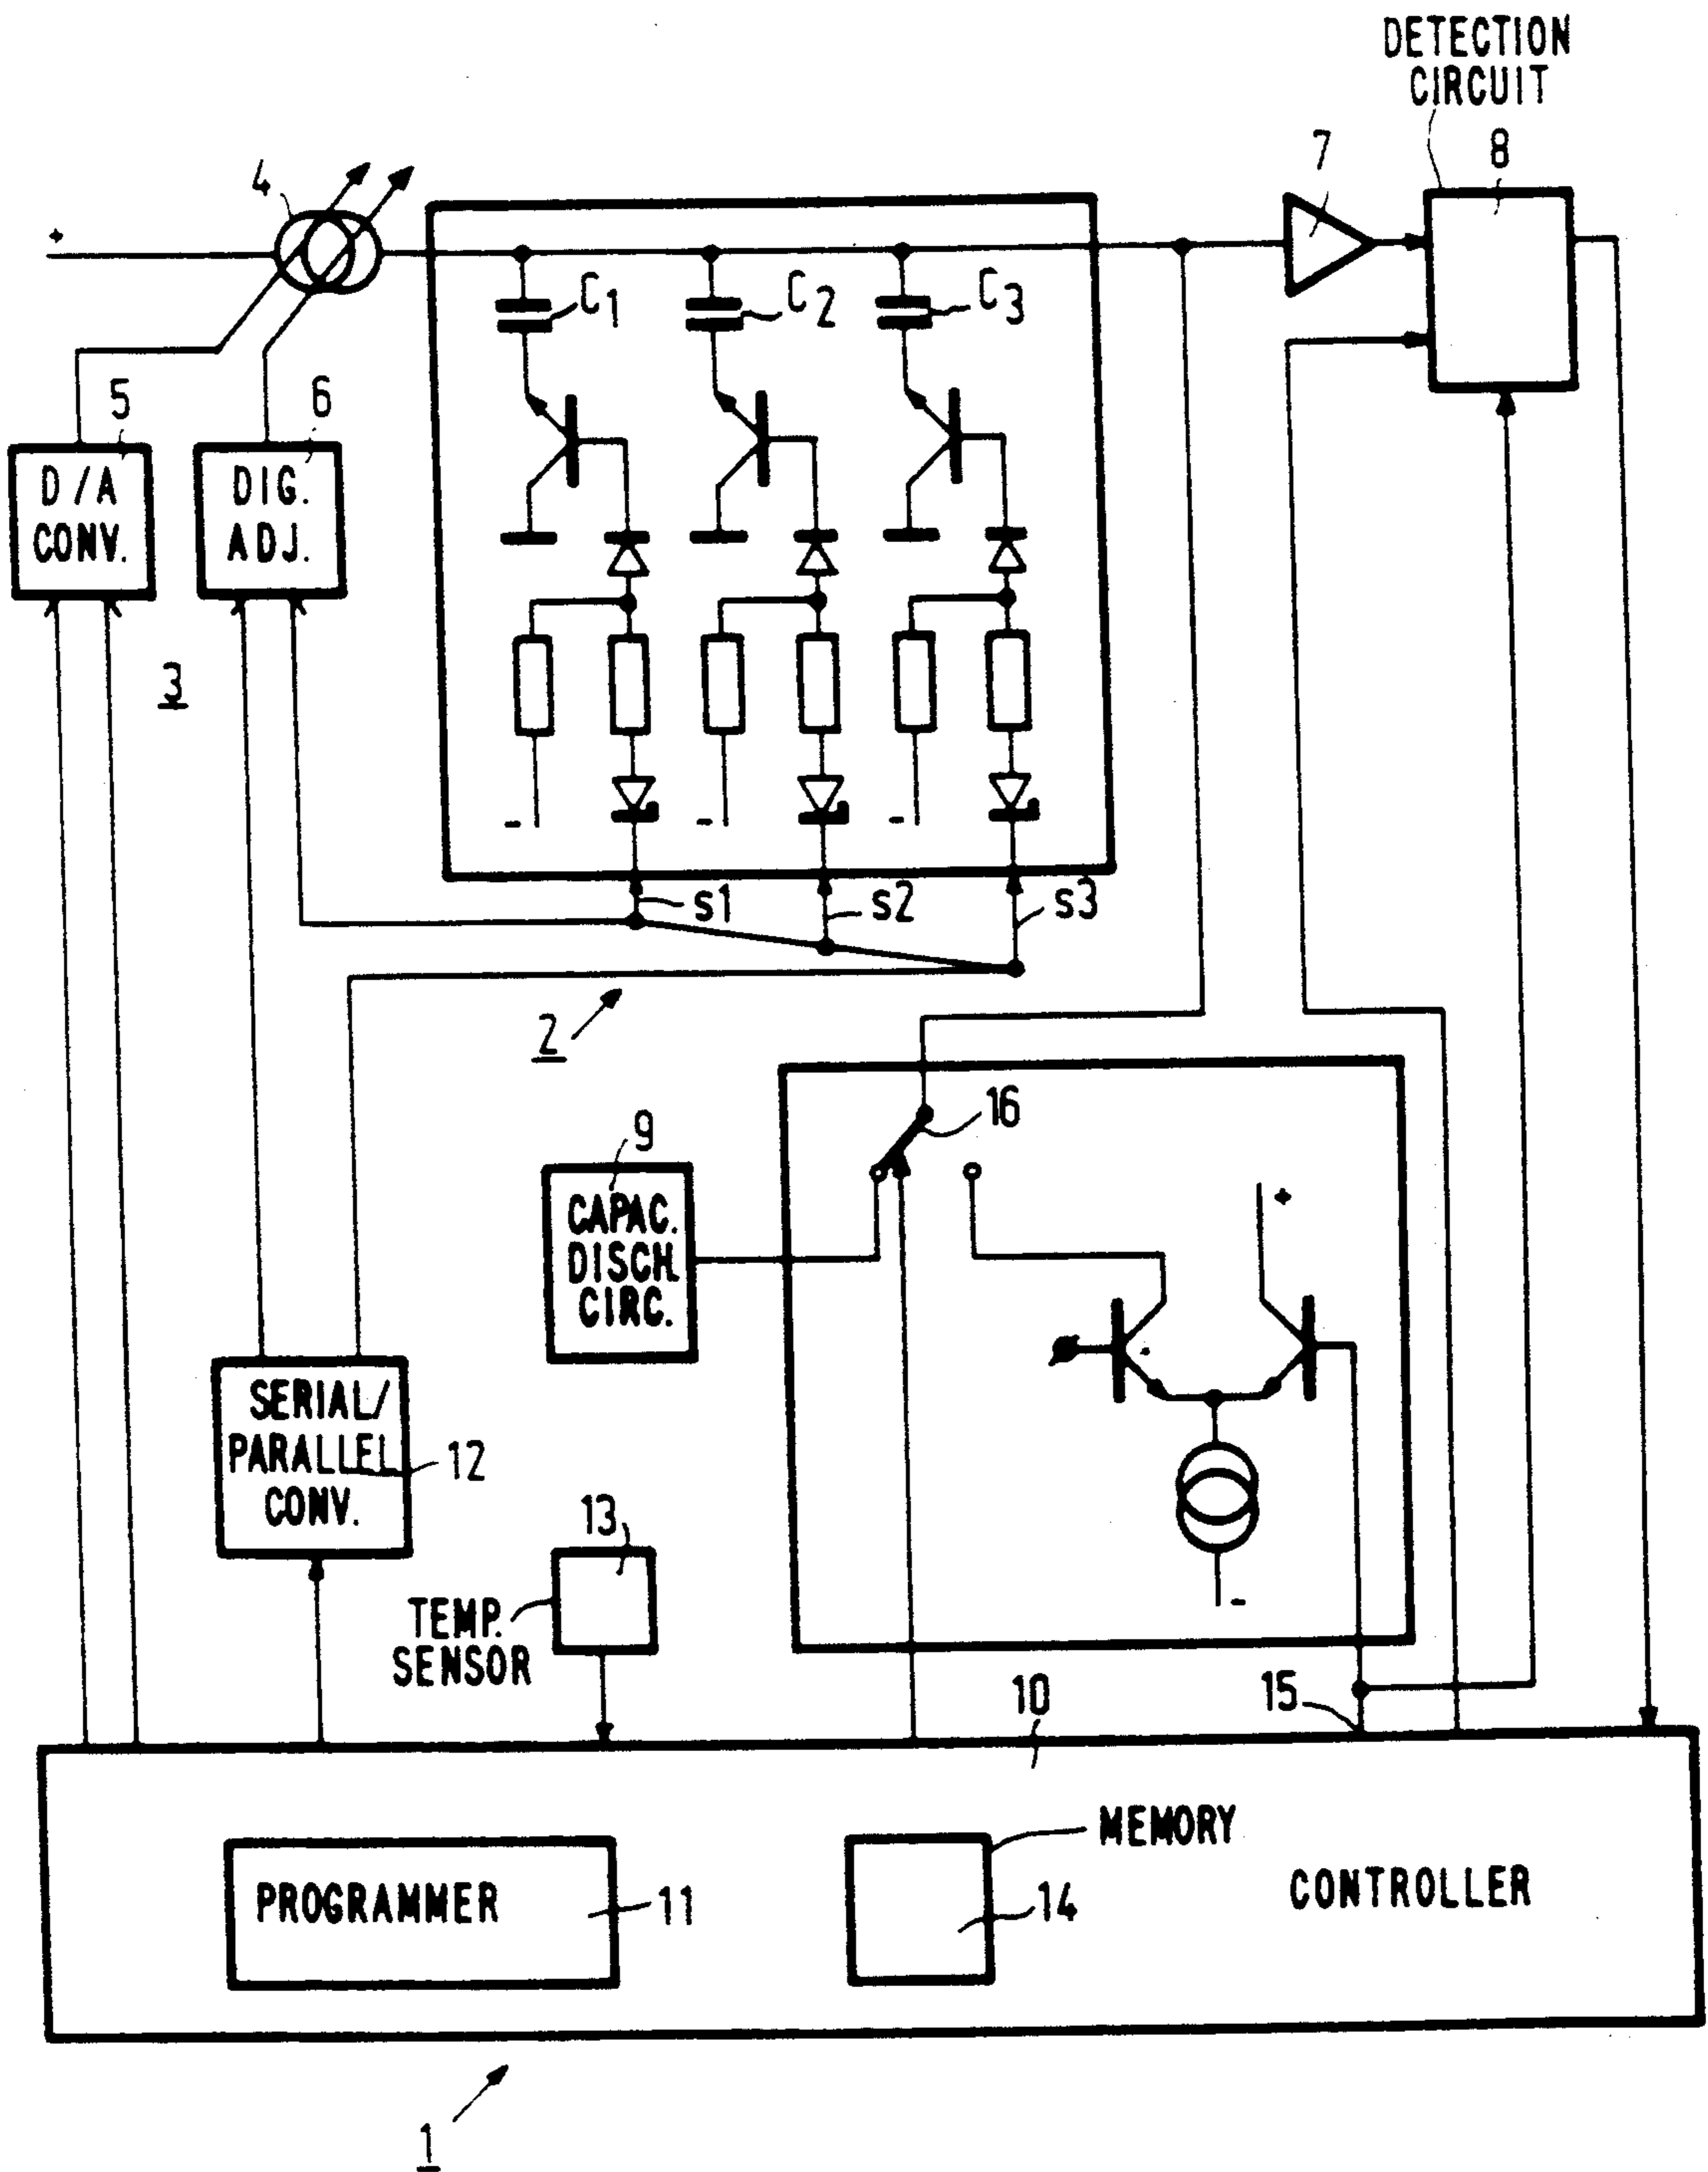 DETECTION
CIRCUIT
7
8
4
+
C1
C2
C3
5
6
D/A
CONV.
DIG.
ADJ.
3
-
-
-
s1
s2
s3
2
16
9
CAPAC.
DISCH.
CIRC.
+
SERIAL/
PARALLEL
CONV.
12
13
TEMP.
SENSOR
-
10
15
MEMORY
PROGRAMMER
11
14
CONTROLLER
1